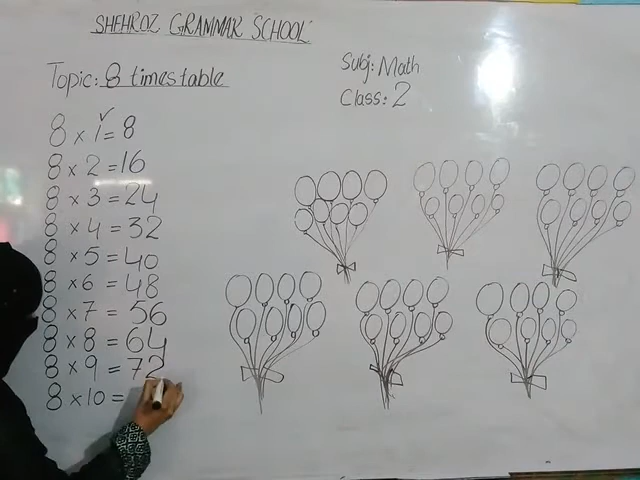 SHEHROZ GRAMMAR SCHOOL
Topic: 8 times table
Subj: Math
Class: 2
8 × 1 = 8
8 × 2 = 16
8 × 3 = 24
8 × 4 = 32
8 × 5 = 40
8 × 6 = 48
8 × 7 = 56
8 × 8 = 64
8 × 9 = 72
8 × 10 =